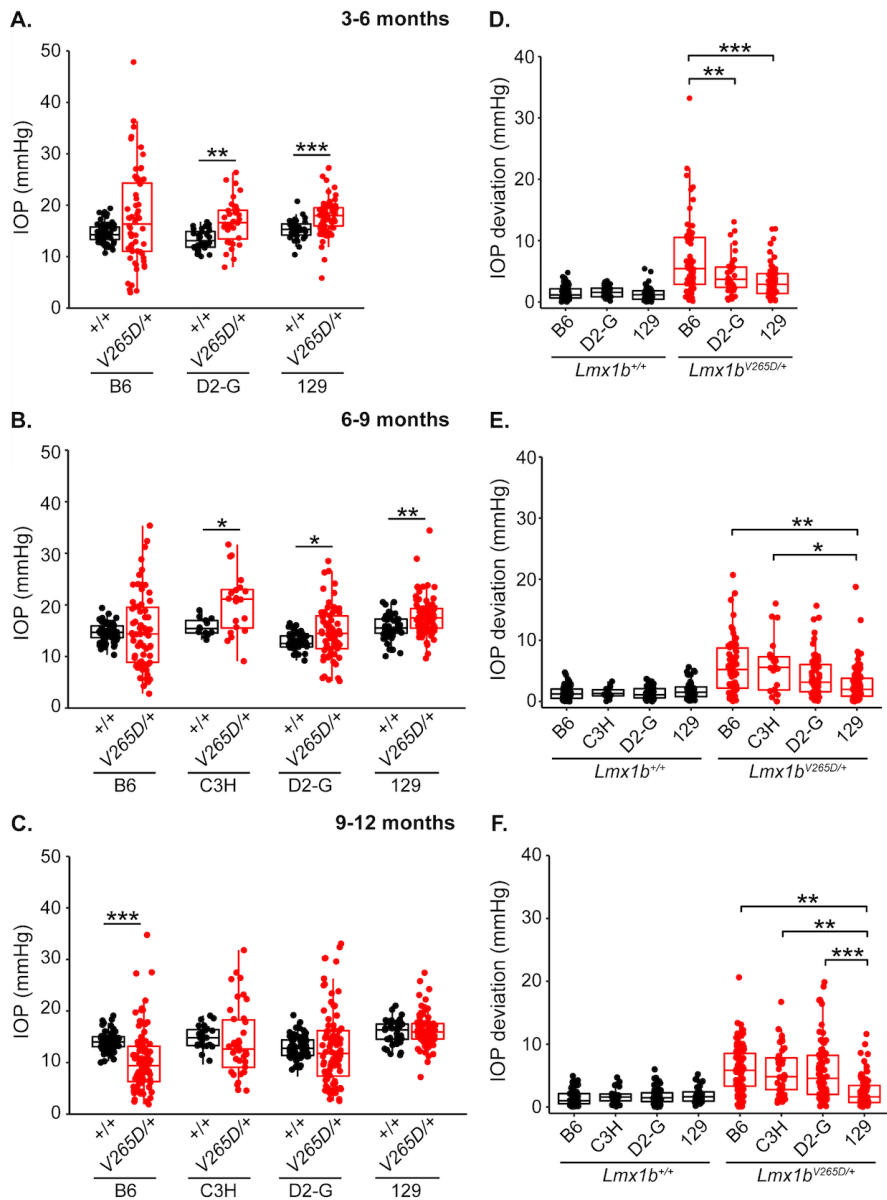 A.
3-6 months
IOP (mmHg)
50
40
30
20
10
0
**
***
+/+
V265D/+
+/+
V265D/+
+/+
V265D/+
B6
D2-G
129
D.
IOP deviation (mmHg)
40
30
20
10
0
***
**
B6
D2-G
129
B6
D2-G
129
Lmx1b+/+
Lmx1bV265D/+
B.
6-9 months
IOP (mmHg)
50
40
30
20
10
0
*
*
**
+/+
V265D/+
+/+
V265D/+
+/+
V265D/+
+/+
V265D/+
B6
C3H
D2-G
129
E.
IOP deviation (mmHg)
40
30
20
10
0
**
*
B6
C3H
D2-G
129
B6
C3H
D2-G
129
Lmx1b+/+
Lmx1bV265D/+
C.
9-12 months
IOP (mmHg)
50
40
30
20
10
0
***
+/+
V265D/+
+/+
V265D/+
+/+
V265D/+
+/+
V265D/+
B6
C3H
D2-G
129
F.
IOP deviation (mmHg)
40
30
20
10
0
**
**
***
B6
C3H
D2-G
129
B6
C3H
D2-G
129
Lmx1b+/+
Lmx1bV265D/+